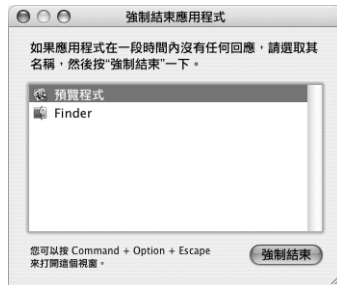 強制結束應用程式
如果應用程式在一段時間內沒有任何回應，請選取其
名稱，然後按“強制結束”一下。
預覽程式
Finder
您可以按 Command + Option + Escape
來打開這個視窗。
強制結束